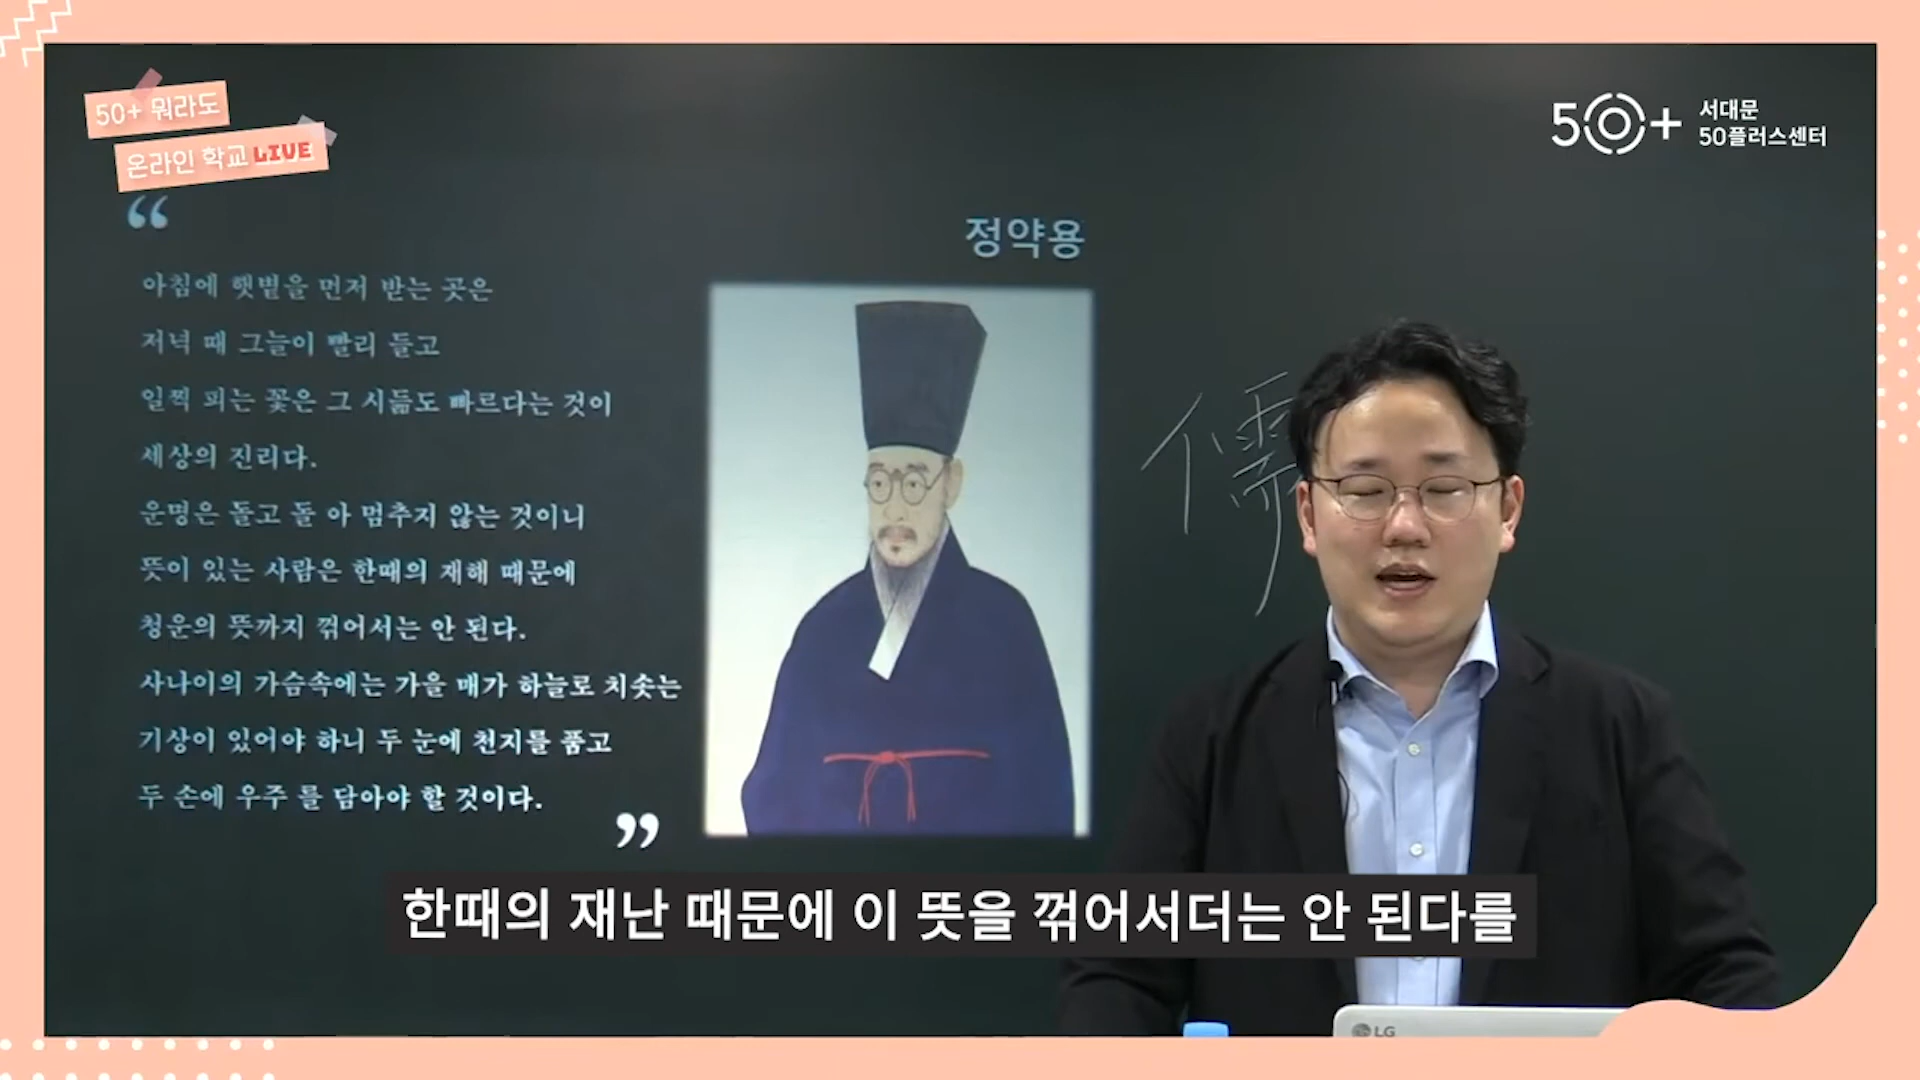 50+ 뭐라도
온라인 학교 LIVE
50+ 서대문
50플러스센터
“
정약용
아침에 햇볕을 먼저 받는 곳은
저녁 때 그늘이 빨리 들고
일찍 피는 꽃은 그 시듦도 빠르다는 것이
세상의 진리다.
운명은 돌고 돌 아 멈추지 않는 것이니
뜻이 있는 사람은 한때의 재해 때문에
청운의 뜻까지 꺾어서는 안 된다.
사나이의 가슴속에는 가을 매가 하늘로 치솟는
기상이 있어야 하니 두 눈에 천지를 품고
두 손에 우주 를 담아야 할 것이다.
”
儒
한때의 재난 때문에 이 뜻을 꺾어서더는 안 된다를
LG